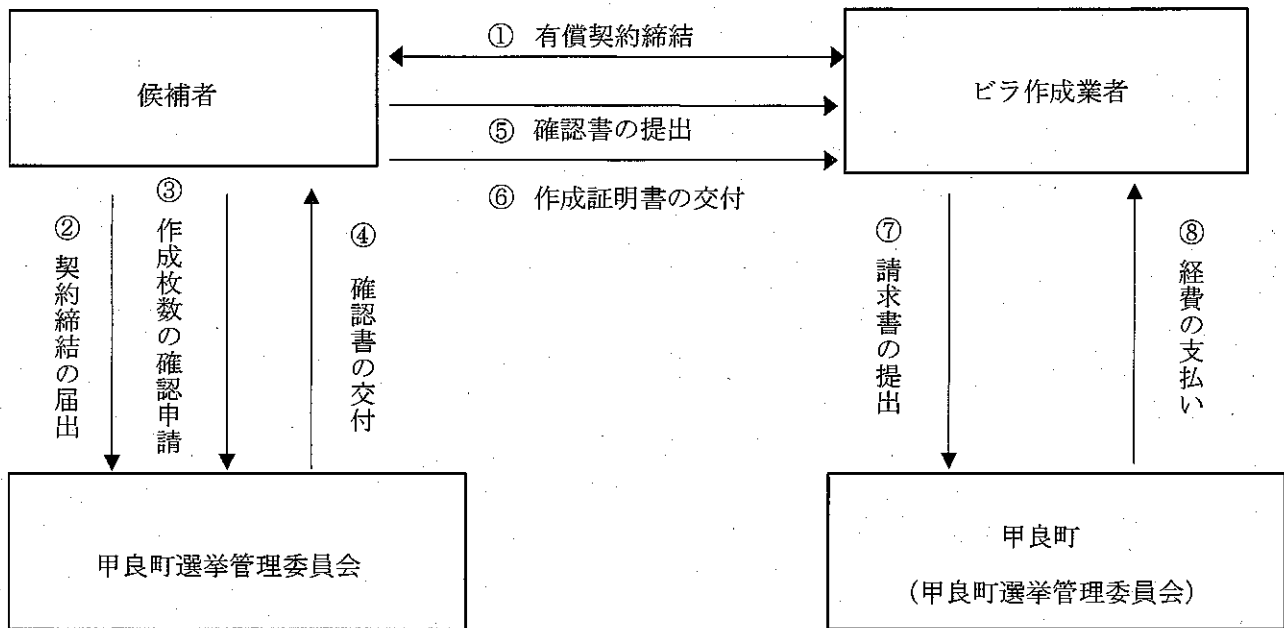 候補者
① 有償契約締結
ビラ作成業者
⑤ 確認書の提出
⑥ 作成証明書の交付
② 契約締結の届出
③ 作成枚数の確認申請
④ 確認書の交付
⑦ 請求書の提出
⑧ 経費の支払い
甲良町選挙管理委員会
甲良町
(甲良町選挙管理委員会)